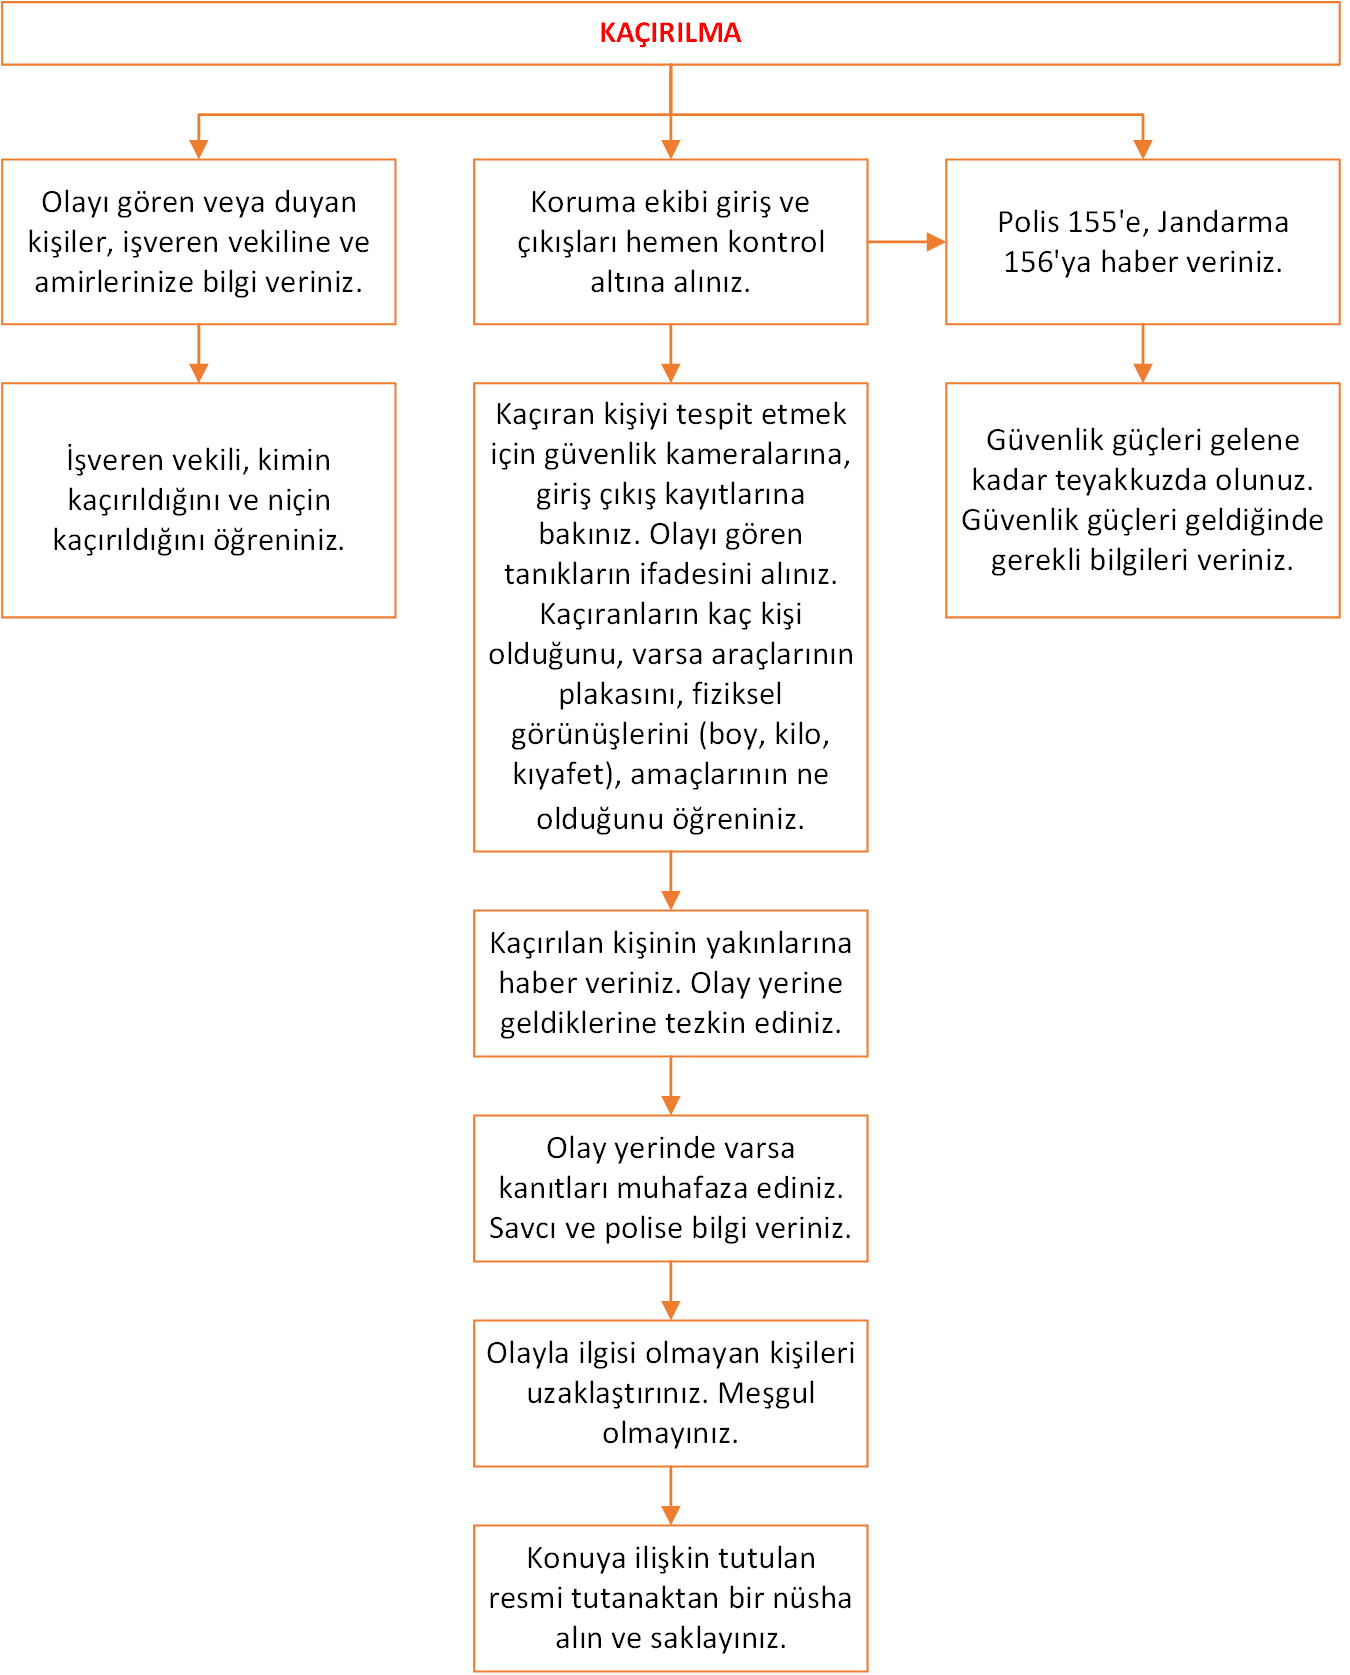 KAÇIRILMA
Olayı gören veya duyan
kişiler, işveren vekiline ve
amirlerinize bilgi veriniz.
Koruma ekibi giriş ve
çıkışları hemen kontrol
altına alınız.
Polis 155'e, Jandarma
156'ya haber veriniz.
İşveren vekili, kimin
kaçırıldığını ve niçin
kaçırıldığını öğreniniz.
Kaçıran kişiyi tespit etmek
için güvenlik kameralarına,
giriş çıkış kayıtlarına
bakınız. Olayı gören
tanıkların ifadesini alınız.
Kaçıranların kaç kişi
olduğunu, varsa araçlarının
plakasını, fiziksel
görünüşlerini (boy, kilo,
kıyafet), amaçlarının ne
olduğunu öğreniniz.
Güvenlik güçleri gelene
kadar teyakkuzda olunuz.
Güvenlik güçleri geldiğinde
gerekli bilgileri veriniz.
Kaçırılan kişinin yakınlarına
haber veriniz. Olay yerine
geldiklerine tezkin ediniz.
Olay yerinde varsa
kanıtları muhafaza ediniz.
Savcı ve polise bilgi veriniz.
Olayla ilgisi olmayan kişileri
uzaklaştırınız. Meşgul
olmayınız.
Konuya ilişkin tutulan
resmi tutanaktan bir nüsha
alın ve saklayınız.